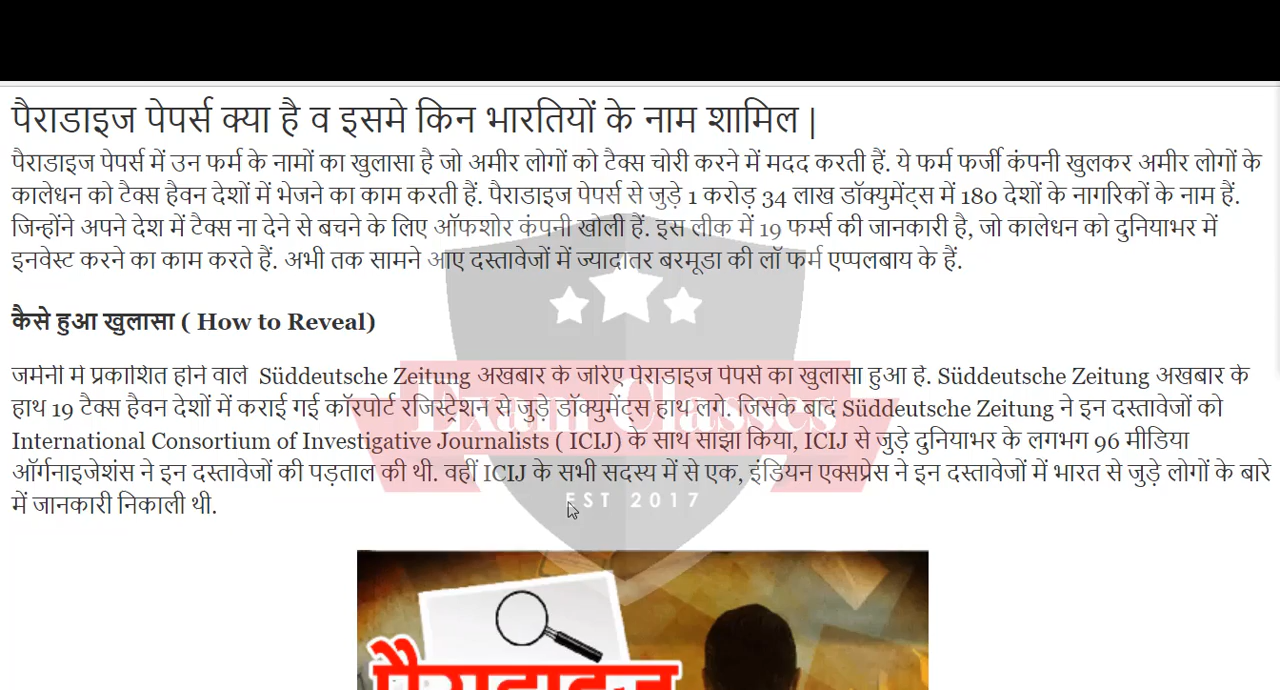 पैराडाइज पेपर्स क्या है व इसमे किन भारतियों के नाम शामिल |
पैराडाइज पेपर्स में उन फर्म के नामों का खुलासा है जो अमीर लोगों को टैक्स चोरी करने में मदद करती हैं. ये फर्म फर्जी कंपनी खुलकर अमीर लोगों के
कालेधन को टैक्स हैवन देशों में भेजने का काम करती हैं. पैराडाइज पेपर्स से जुड़े 1 करोड़ 34 लाख डॉक्युमेंट्स में 180 देशों के नागरिकों के नाम हैं.
जिन्होंने अपने देश में टैक्स ना देने से बचने के लिए ऑफशोर कंपनी खोली हैं. इस लीक में 19 फर्म्स की जानकारी है, जो कालेधन को दुनियाभर में
इनवेस्ट करने का काम करते हैं. अभी तक सामने आए दस्तावेजों में ज्यादातर बरमूडा की लॉ फर्म एप्पलबाय के हैं.
कैसे हुआ खुलासा ( How to Reveal)
जर्मनी में प्रकाशित होने वाले Süddeutsche Zeitung अखबार के जरिए पैराडाइज पेपर्स का खुलासा हुआ है. Süddeutsche Zeitung अखबार के
हाथ 19 टैक्स हैवन देशों में कराई गई कॉरपोर्ट रजिस्ट्रेशन से जुड़े डॉक्युमेंट्स हाथ लगे. जिसके बाद Süddeutsche Zeitung ने इन दस्तावेजों को
International Consortium of Investigative Journalists ( ICIJ) के साथ साझा किया, ICIJ से जुड़े दुनियाभर के लगभग 96 मीडिया
ऑर्गनाइजेशंस ने इन दस्तावेजों की पड़ताल की थी. वहीं ICIJ के सभी सदस्य में से एक, इंडियन एक्सप्रेस ने इन दस्तावेजों में भारत से जुड़े लोगों के बारे
में जानकारी निकाली थी.
Exam Classes
EST 2017
पैराडाइज